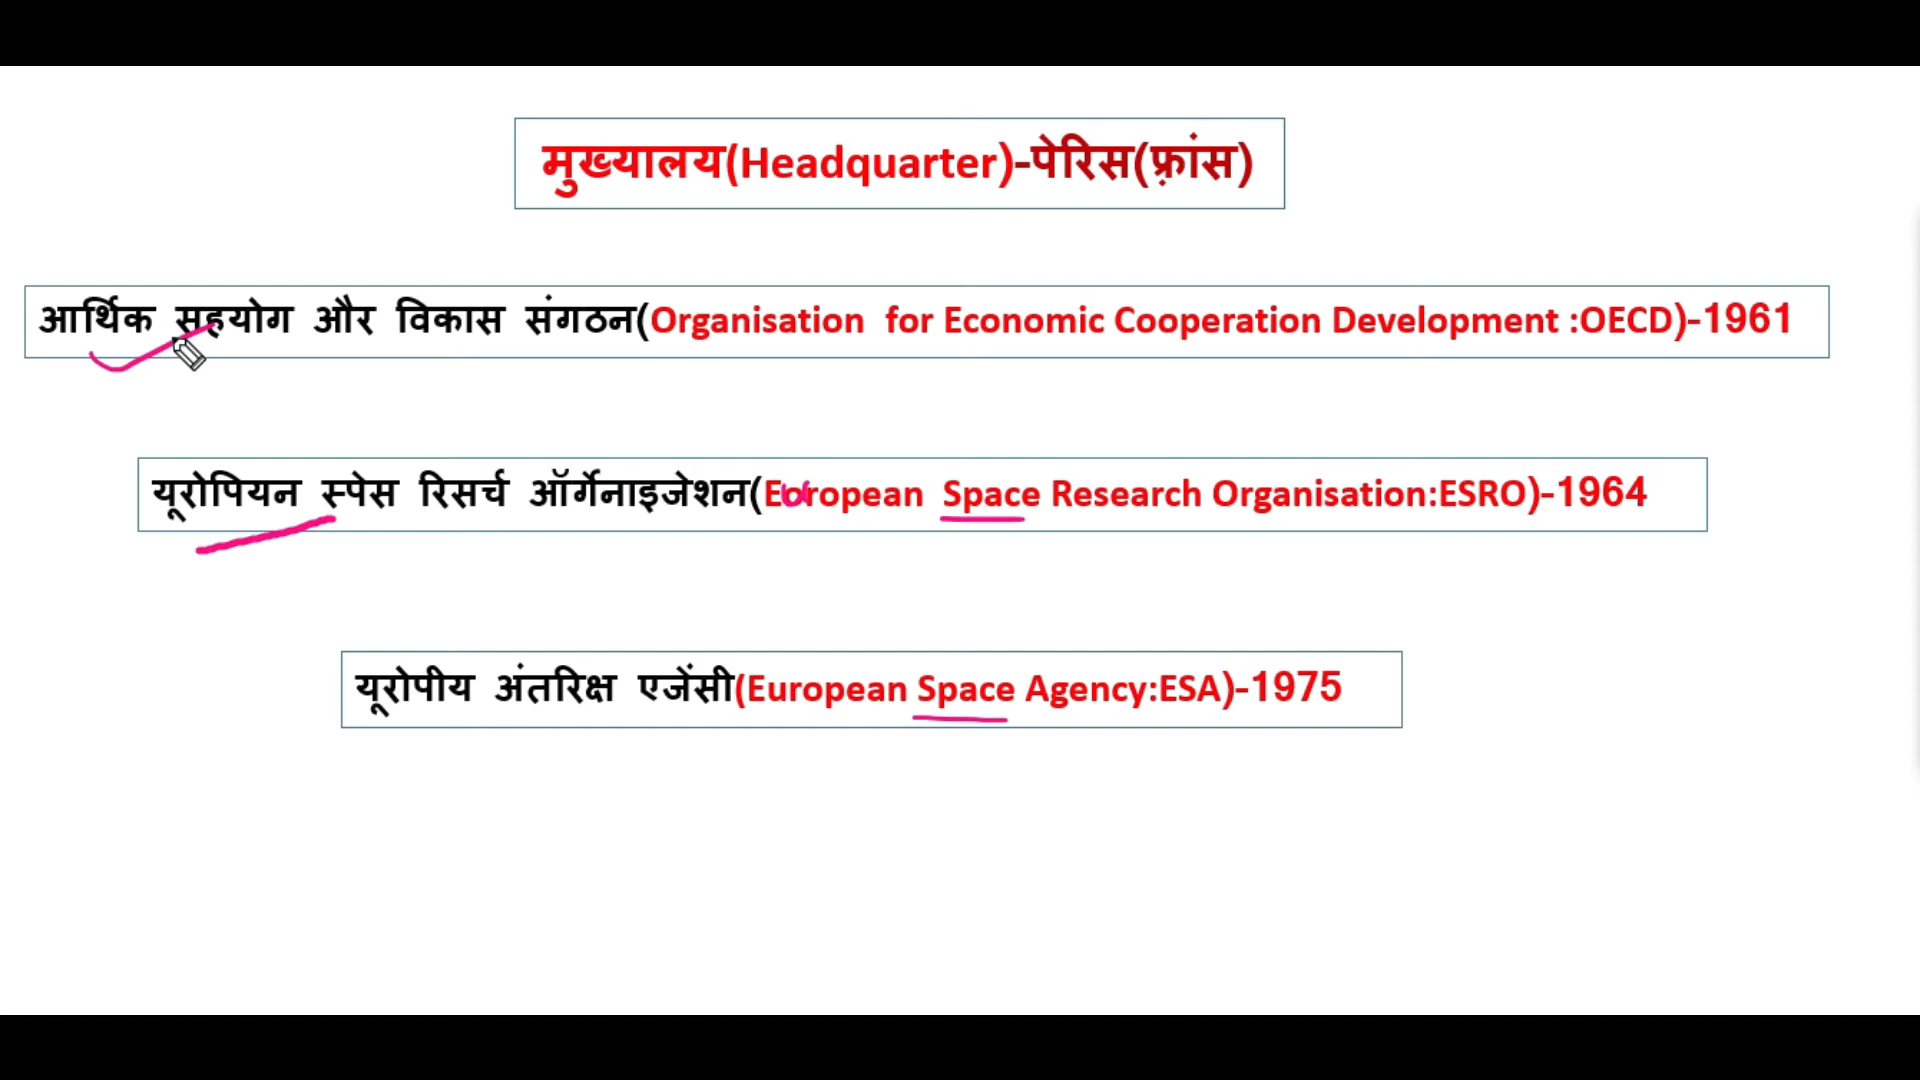 मुख्यालय(Headquarter)-पेरिस(फ़्रांस)
आर्थिक सहयोग और विकास संगठन(Organisation for Economic Cooperation Development :OECD)-1961
यूरोपियन स्पेस रिसर्च ऑर्गेनाइजेशन(European Space Research Organisation:ESRO)-1964
यूरोपीय अंतरिक्ष एजेंसी(European Space Agency:ESA)-1975